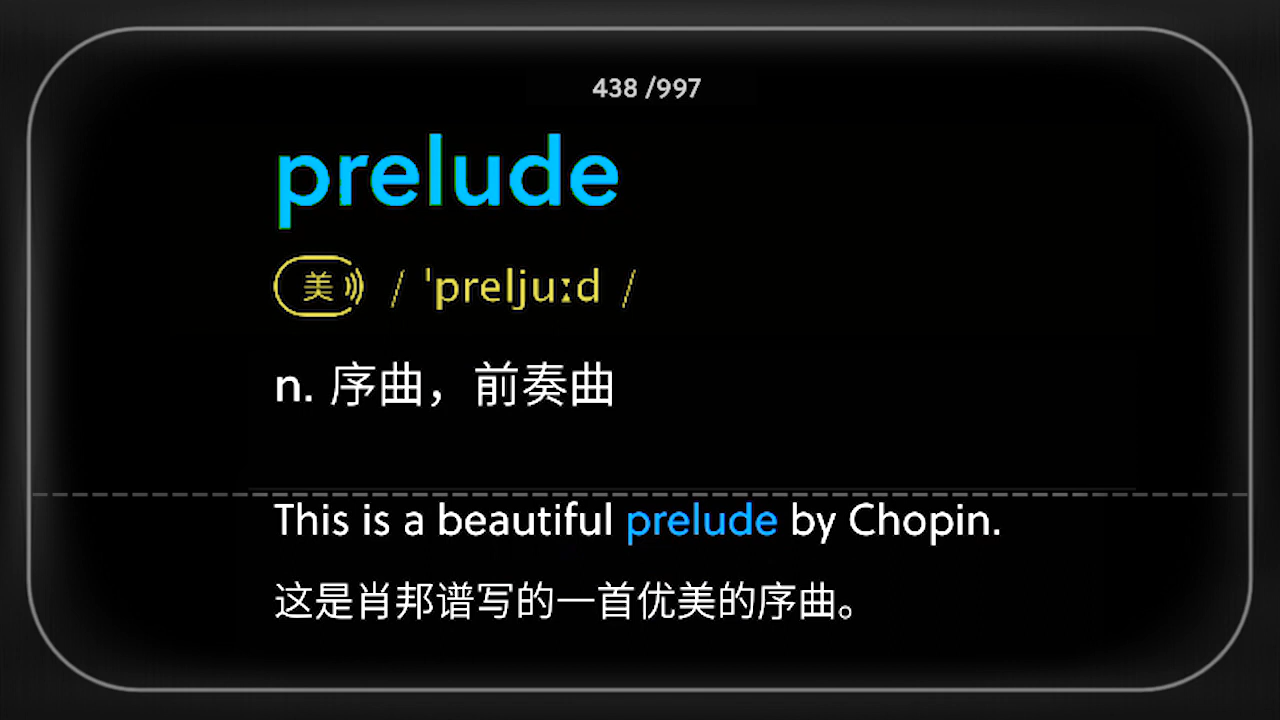 438 /997
prelude
美 / ˈpreljuːd /
n. 序曲，前奏曲
This is a beautiful prelude by Chopin.
这是肖邦谱写的一首优美的序曲。